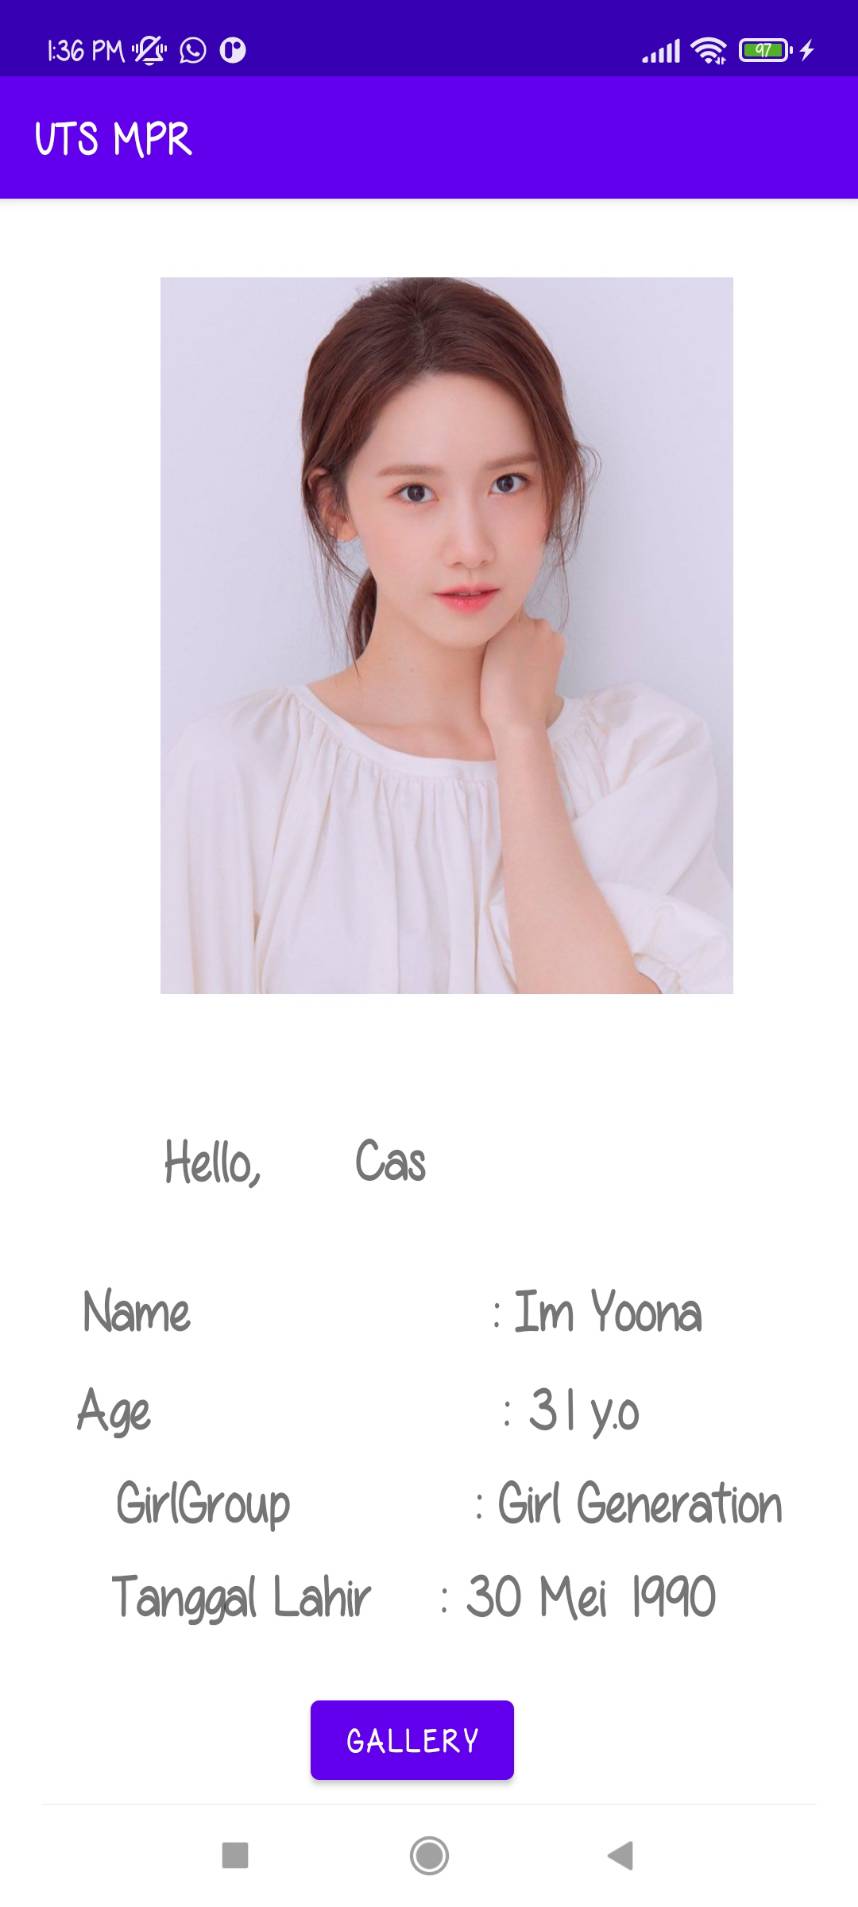 1:36 PM 97
UTS MPR
Hello, Cas
Name : Im Yoona
Age : 31 y.o
GirlGroup : Girl Generation
Tanggal Lahir : 30 Mei 1990
GALLERY